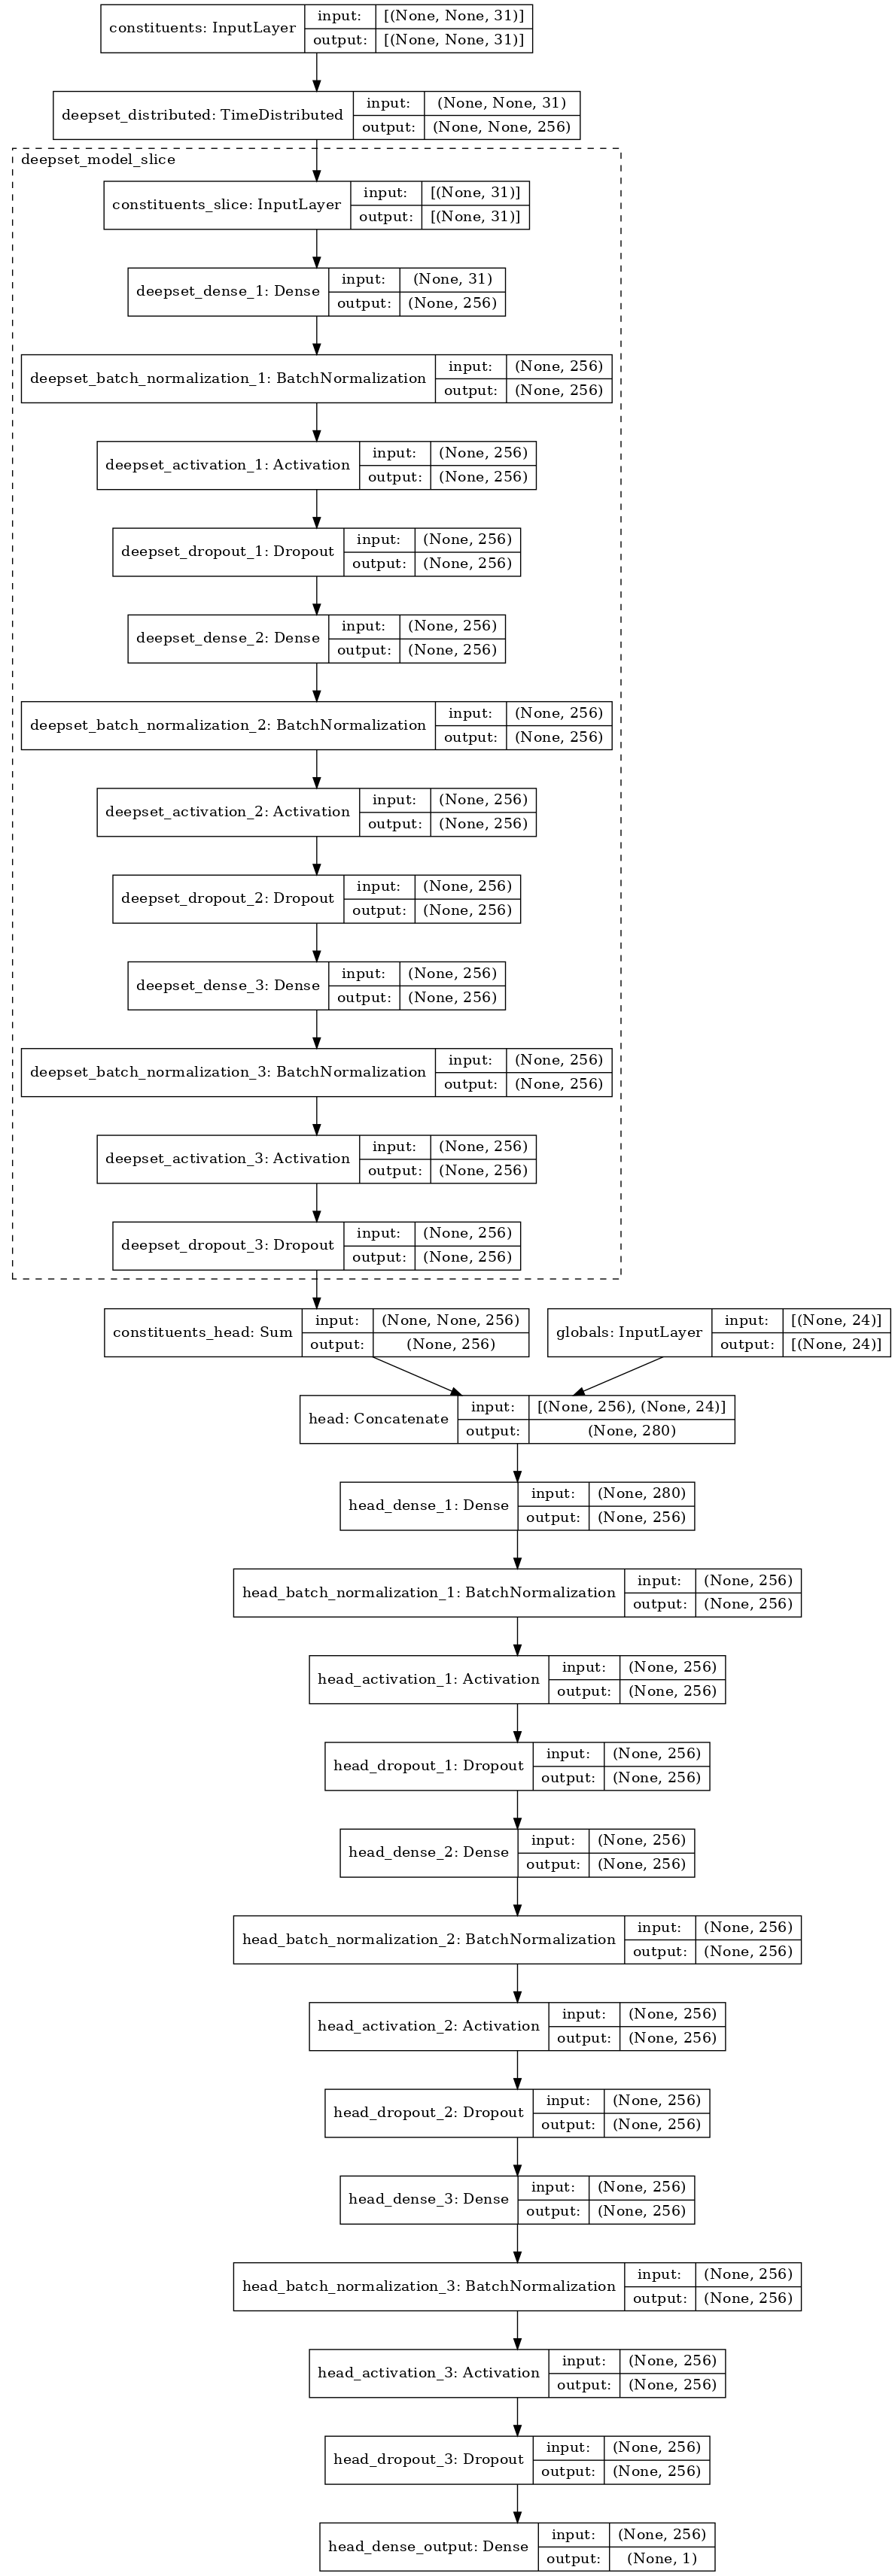 constituents: InputLayer input: [(None, None, 31)]
output: [(None, None, 31)]
deepset_distributed: TimeDistributed input: (None, None, 31)
output: (None, None, 256)
deepset_model_slice
constituents_slice: InputLayer input: [(None, 31)]
output: [(None, 31)]
deepset_dense_1: Dense input: (None, 31)
output: (None, 256)
deepset_batch_normalization_1: BatchNormalization input: (None, 256)
output: (None, 256)
deepset_activation_1: Activation input: (None, 256)
output: (None, 256)
deepset_dropout_1: Dropout input: (None, 256)
output: (None, 256)
deepset_dense_2: Dense input: (None, 256)
output: (None, 256)
deepset_batch_normalization_2: BatchNormalization input: (None, 256)
output: (None, 256)
deepset_activation_2: Activation input: (None, 256)
output: (None, 256)
deepset_dropout_2: Dropout input: (None, 256)
output: (None, 256)
deepset_dense_3: Dense input: (None, 256)
output: (None, 256)
deepset_batch_normalization_3: BatchNormalization input: (None, 256)
output: (None, 256)
deepset_activation_3: Activation input: (None, 256)
output: (None, 256)
deepset_dropout_3: Dropout input: (None, 256)
output: (None, 256)
constituents_head: Sum input: (None, None, 256)
output: (None, 256)
globals: InputLayer input: [(None, 24)]
output: [(None, 24)]
head: Concatenate input: [(None, 256), (None, 24)]
output: (None, 280)
head_dense_1: Dense input: (None, 280)
output: (None, 256)
head_batch_normalization_1: BatchNormalization input: (None, 256)
output: (None, 256)
head_activation_1: Activation input: (None, 256)
output: (None, 256)
head_dropout_1: Dropout input: (None, 256)
output: (None, 256)
head_dense_2: Dense input: (None, 256)
output: (None, 256)
head_batch_normalization_2: BatchNormalization input: (None, 256)
output: (None, 256)
head_activation_2: Activation input: (None, 256)
output: (None, 256)
head_dropout_2: Dropout input: (None, 256)
output: (None, 256)
head_dense_3: Dense input: (None, 256)
output: (None, 256)
head_batch_normalization_3: BatchNormalization input: (None, 256)
output: (None, 256)
head_activation_3: Activation input: (None, 256)
output: (None, 256)
head_dropout_3: Dropout input: (None, 256)
output: (None, 256)
head_dense_output: Dense input: (None, 256)
output: (None, 1)